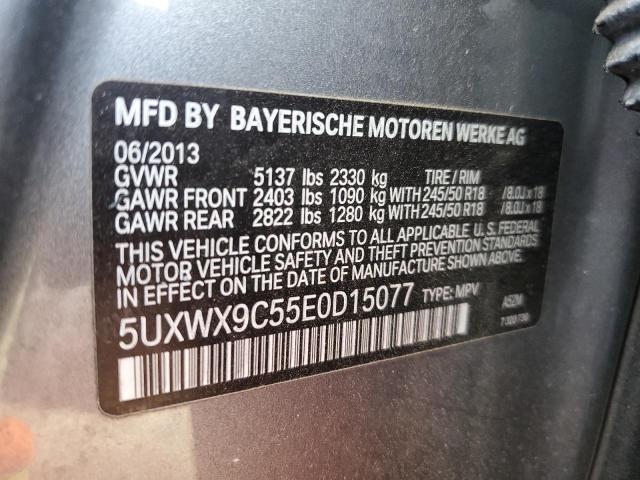 MFD BY BAYERISCHE MOTOREN WERKE AG
06/2013
GVWR 5137 lbs 2330 kg TIRE / RIM
GAWR FRONT 2403 lbs 1090 kg WITH 245/50 R18 / 8.0J x 18
GAWR REAR 2822 lbs 1280 kg WITH 245/50 R18 / 8.0J x 18
THIS VEHICLE CONFORMS TO ALL APPLICABLE U. S. FEDERAL
MOTOR VEHICLE SAFETY AND THEFT PREVENTION STANDARDS
IN EFFECT ON THE DATE OF MANUFACTURE SHOWN ABOVE.
5UXWX9C55E0D15077 TYPE: MPV A52M